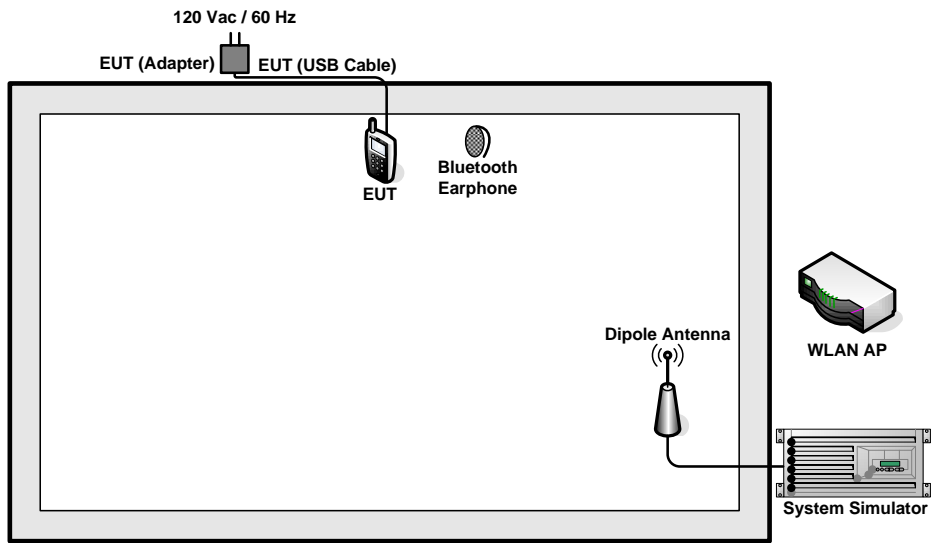 120 Vac / 60 Hz
EUT (Adapter)
EUT (USB Cable)
EUT
Bluetooth
Earphone
Dipole Antenna
WLAN AP
System Simulator